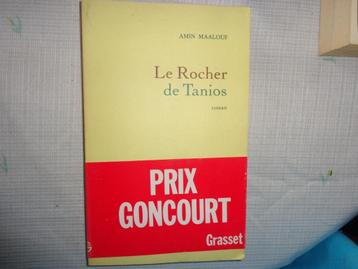 AMIN MAALOUF
Le Rocher
de Tanios
roman
PRIX
GONCOURT
Grasset